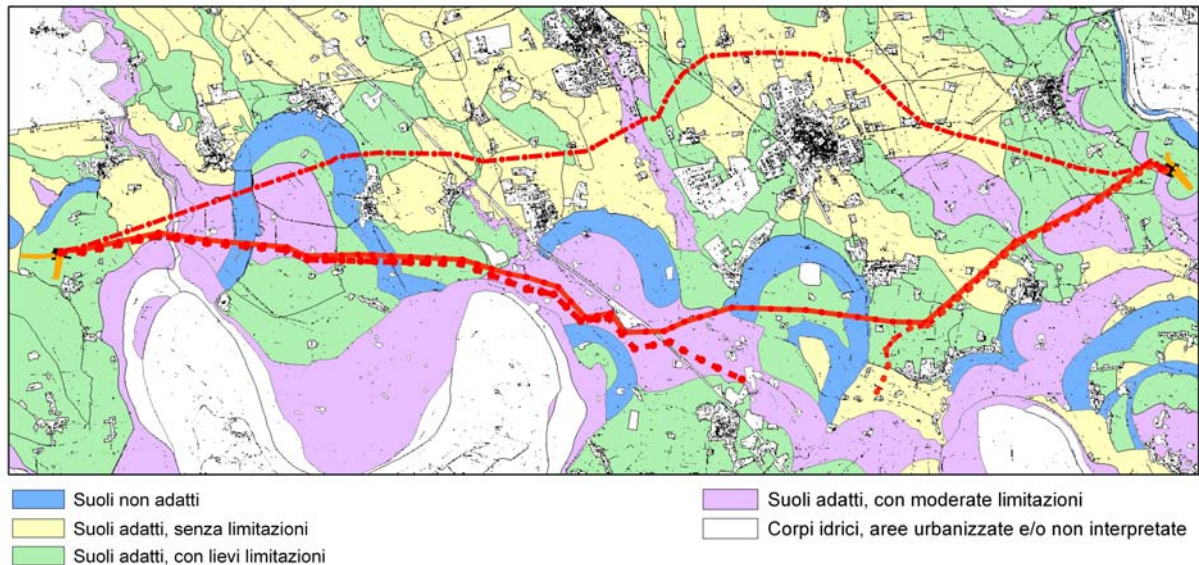 Suoli non adatti
Suoli adatti, senza limitazioni
Suoli adatti, con lievi limitazioni
Suoli adatti, con moderate limitazioni
Corpi idrici, aree urbanizzate e/o non interpretate